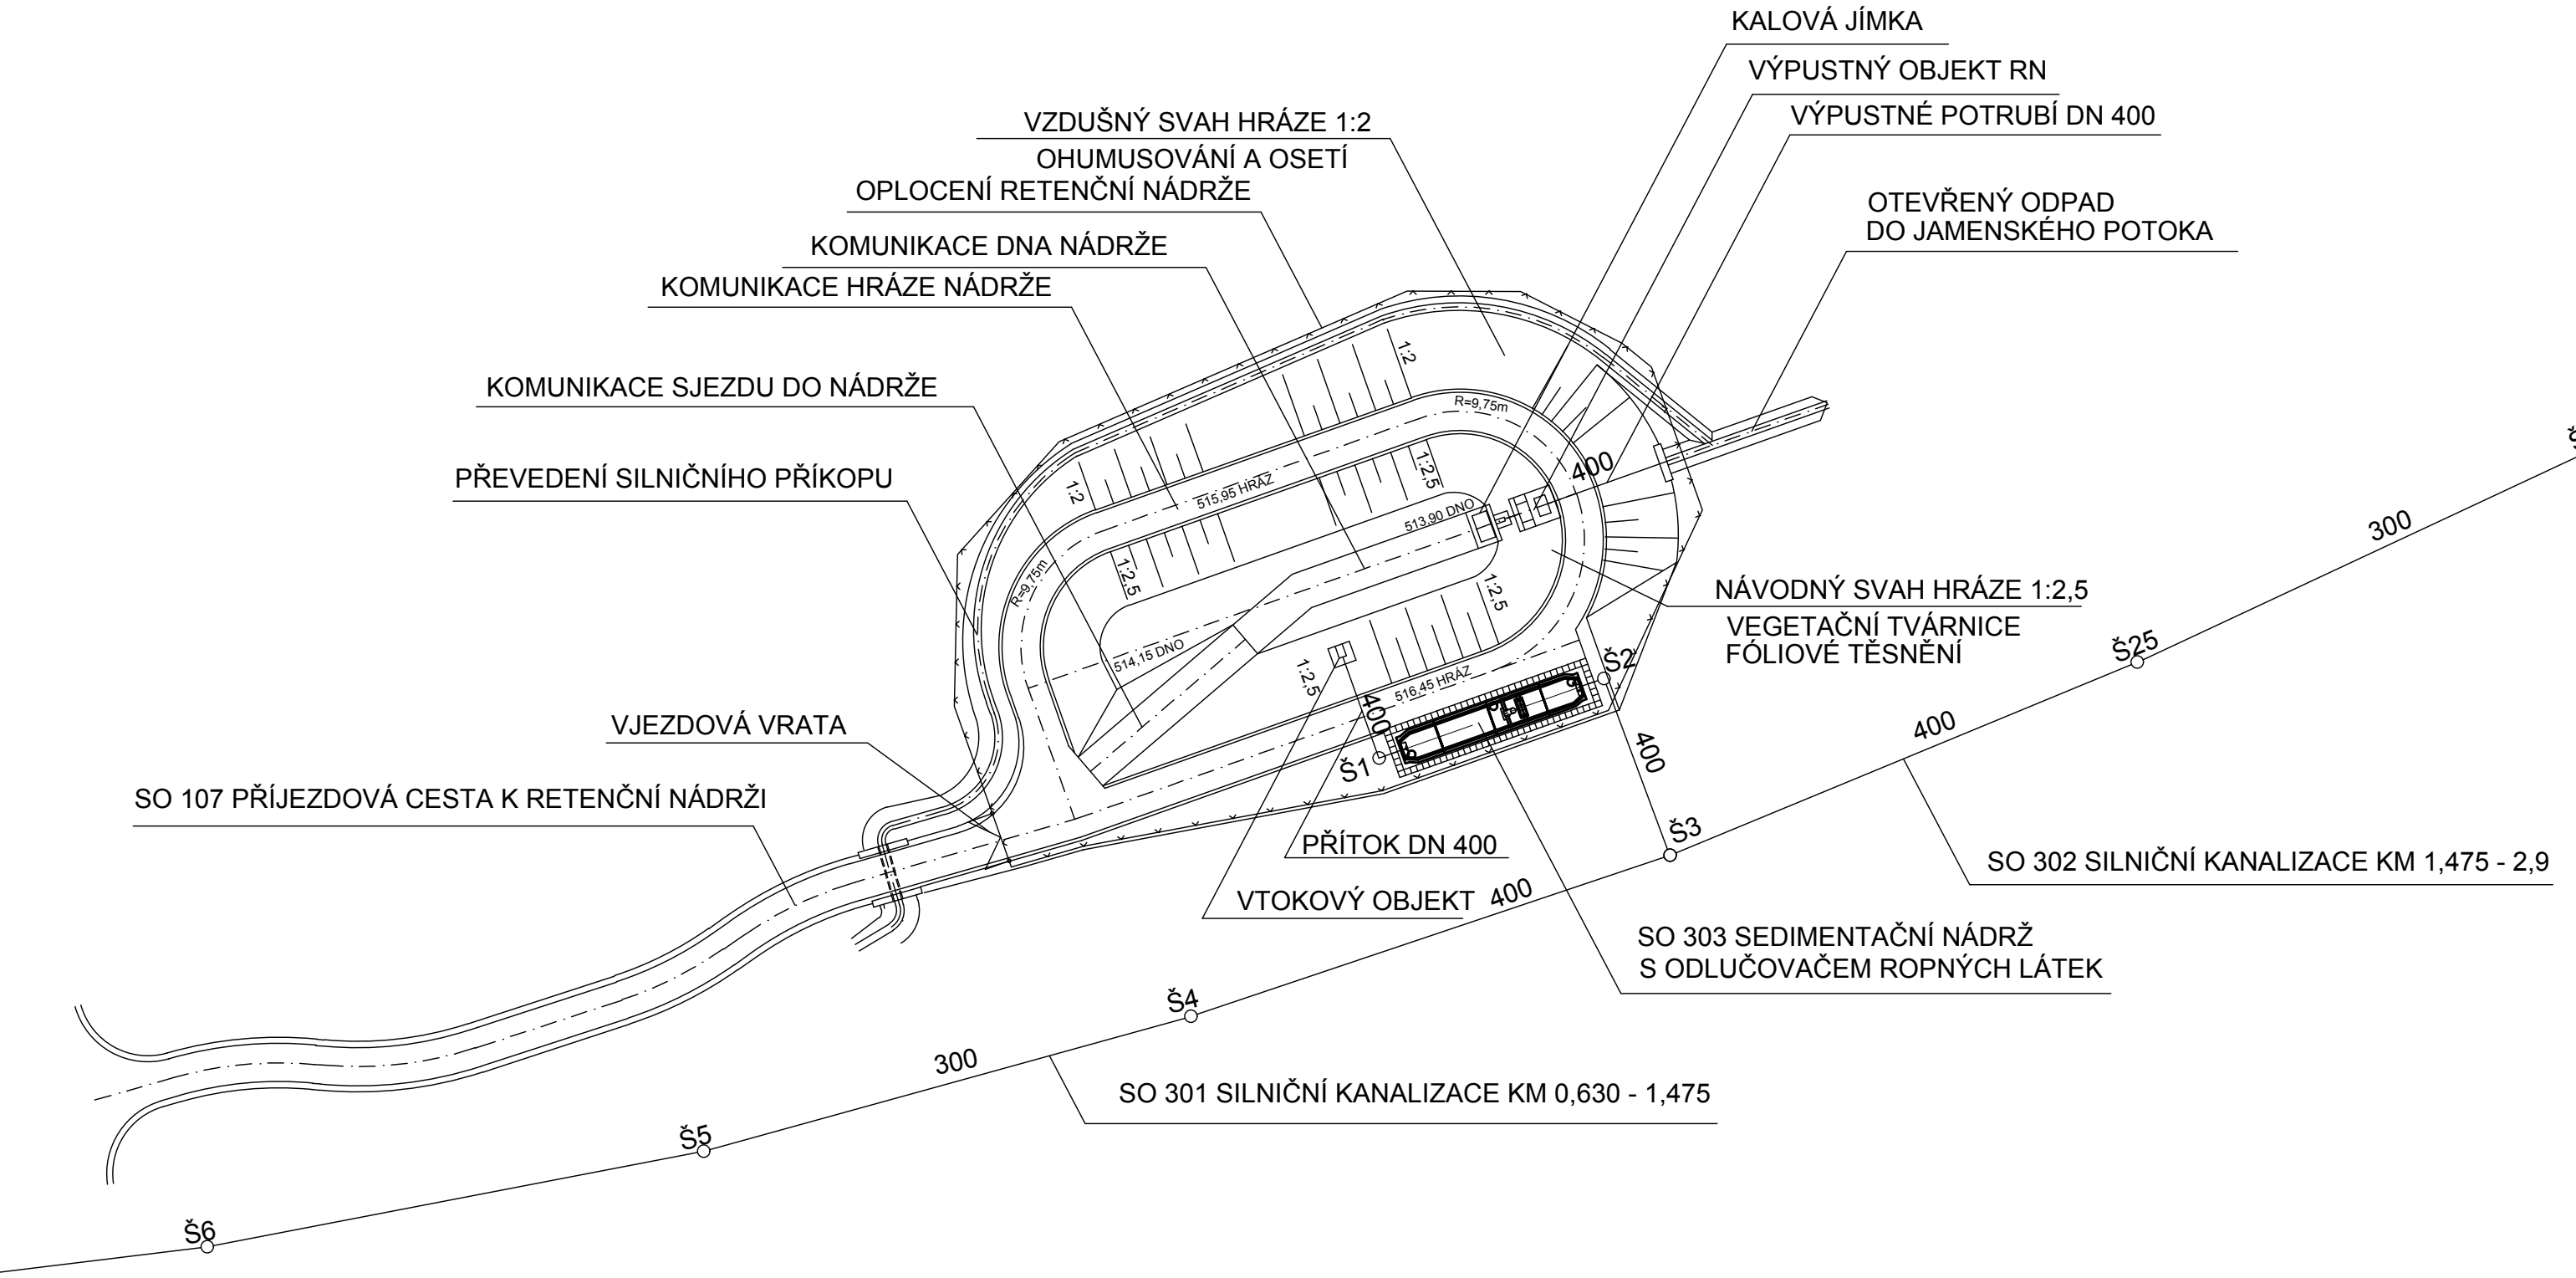 KALOVÁ JÍMKA
VÝPUSTNÝ OBJEKT RN
VÝPUSTNÉ POTRUBÍ DN 400
VZDUŠNÝ SVAH HRÁZE 1:2
OHUMUSOVÁNÍ A OSETÍ
OPLOCENÍ RETENČNÍ NÁDRŽE
OTEVŘENÝ ODPAD
DO JAMENSKÉHO POTOKA
KOMUNIKACE DNA NÁDRŽE
KOMUNIKACE HRÁZE NÁDRŽE
KOMUNIKACE SJEZDU DO NÁDRŽE
PŘEVEDENÍ SILNIČNÍHO PŘÍKOPU
1:2
R=9,75m
1:2
1:2,5
400
515,95 HRÁZ
513,90 DNO
300
R=9,75m
1:2,5
1:2,5
NÁVODNÝ SVAH HRÁZE 1:2,5
VEGETAČNÍ TVÁRNICE
FÓLIOVÉ TĚSNĚNÍ
514,15 DNO
1:2,5
516,45 HRÁZ
Š2
Š25
400
400
400
Š1
VJEZDOVÁ VRATA
SO 107 PŘÍJEZDOVÁ CESTA K RETENČNÍ NÁDRŽI
PŘÍTOK DN 400
Š3
SO 302 SILNIČNÍ KANALIZACE KM 1,475 - 2,9
VTOKOVÝ OBJEKT
400
SO 303 SEDIMENTAČNÍ NÁDRŽ
S ODLUČOVAČEM ROPNÝCH LÁTEK
Š4
300
SO 301 SILNIČNÍ KANALIZACE KM 0,630 - 1,475
Š5
Š6